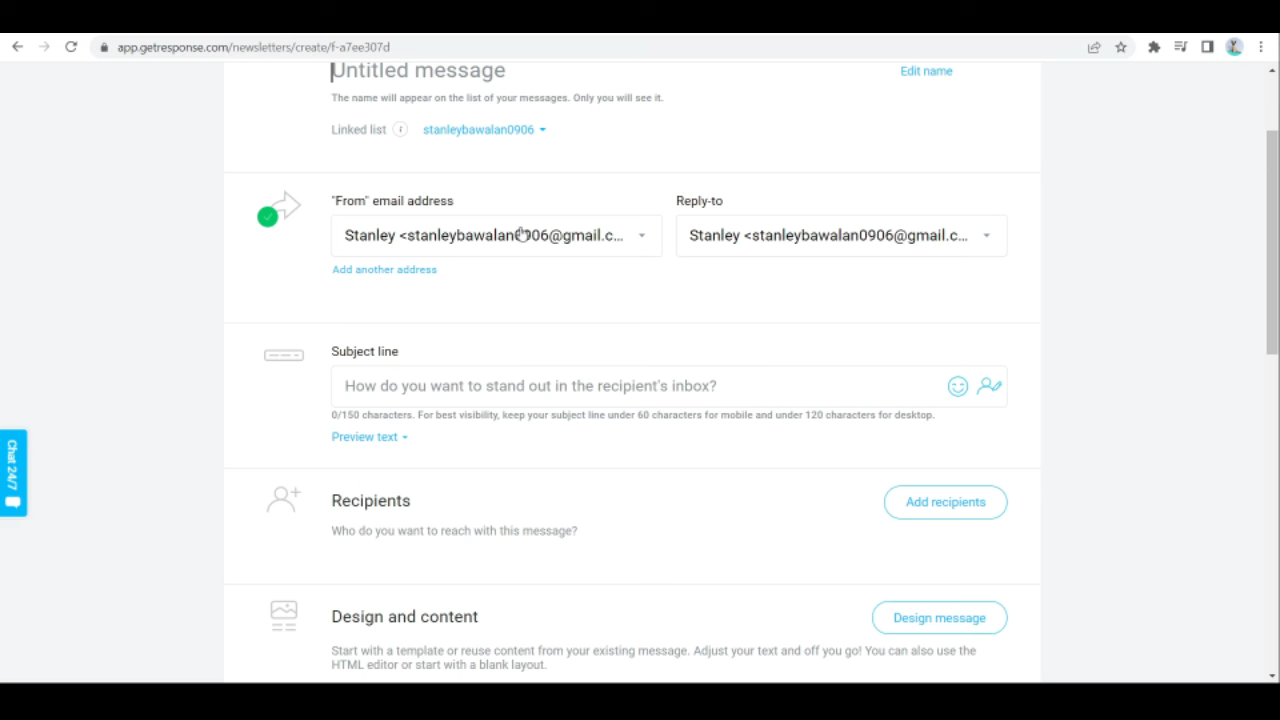 app.getresponse.com/newsletters/create/f-a7ee307d
Untitled message
Edit name
The name will appear on the list of your messages. Only you will see it.
Linked list i stanleybawalan0906
"From" email address
Reply-to
Stanley <stanleybawalan0906@gmail.c...
Stanley <stanleybawalan0906@gmail.c...
Add another address
Subject line
How do you want to stand out in the recipient's inbox?
0/150 characters. For best visibility, keep your subject line under 60 characters for mobile and under 120 characters for desktop.
Preview text
Chat 24/7
Recipients
Add recipients
Who do you want to reach with this message?
Design and content
Design message
Start with a template or reuse content from your existing message. Adjust your text and off you go! You can also use the
HTML editor or start with a blank layout.